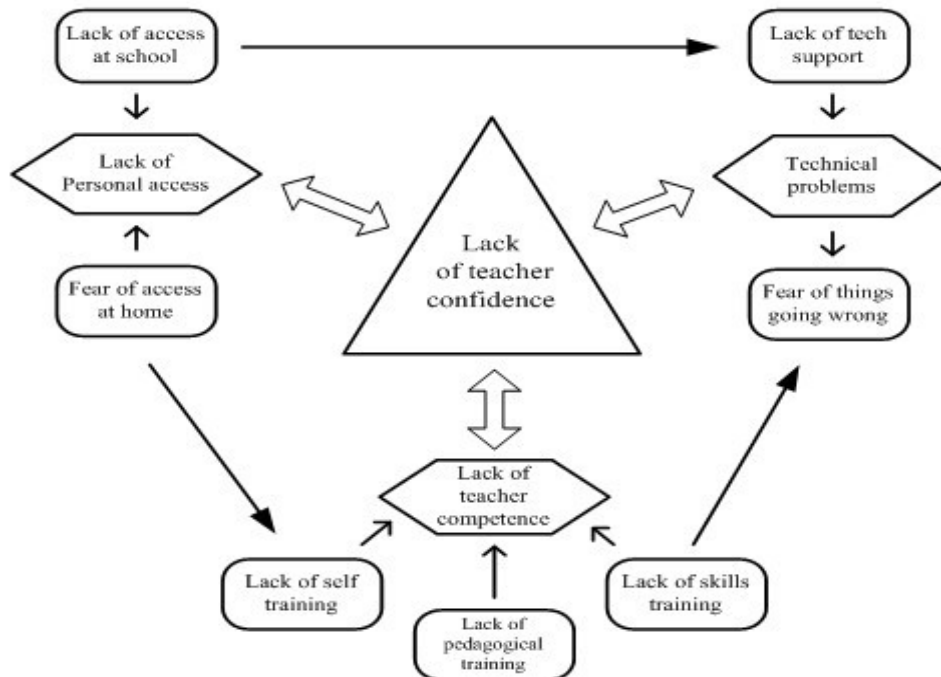 Lack of access
at school
Lack of tech
support
Lack of
Personal access
Technical
problems
Lack
of teacher
confidence
Fear of access
at home
Fear of things
going wrong
Lack of
teacher
competence
Lack of self
training
Lack of
pedagogical
training
Lack of skills
training